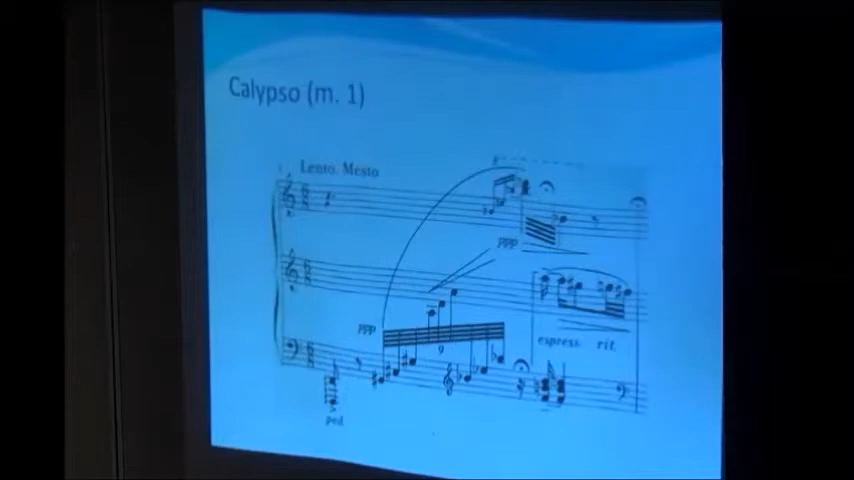 Calypso (m. 1)
Lento. Mesto
ppp
ppp
9
espress. rit.
ped.